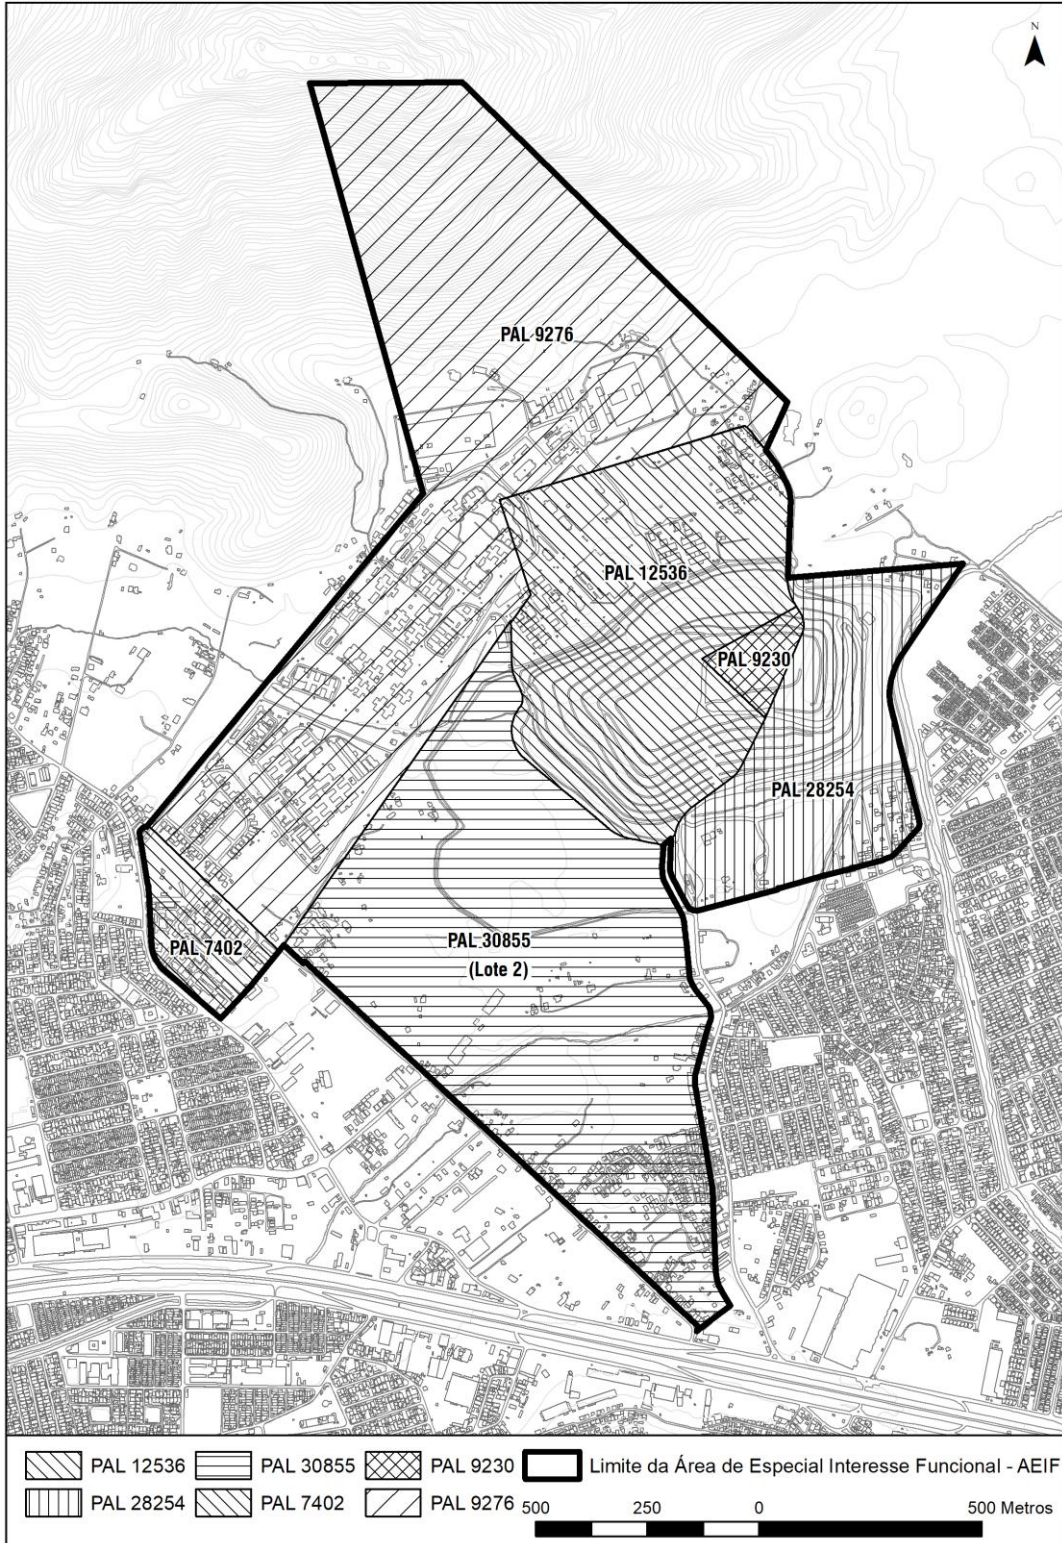 N
PAL 9276
PAL 12536
PAL 9230
PAL 28254
PAL 30855
(Lote 2)
PAL 7402
PAL 12536 PAL 30855 PAL 9230 Limite da Área de Especial Interesse Funcional - AEIF
PAL 28254 PAL 7402 PAL 9276
500 250 0 500 Metros